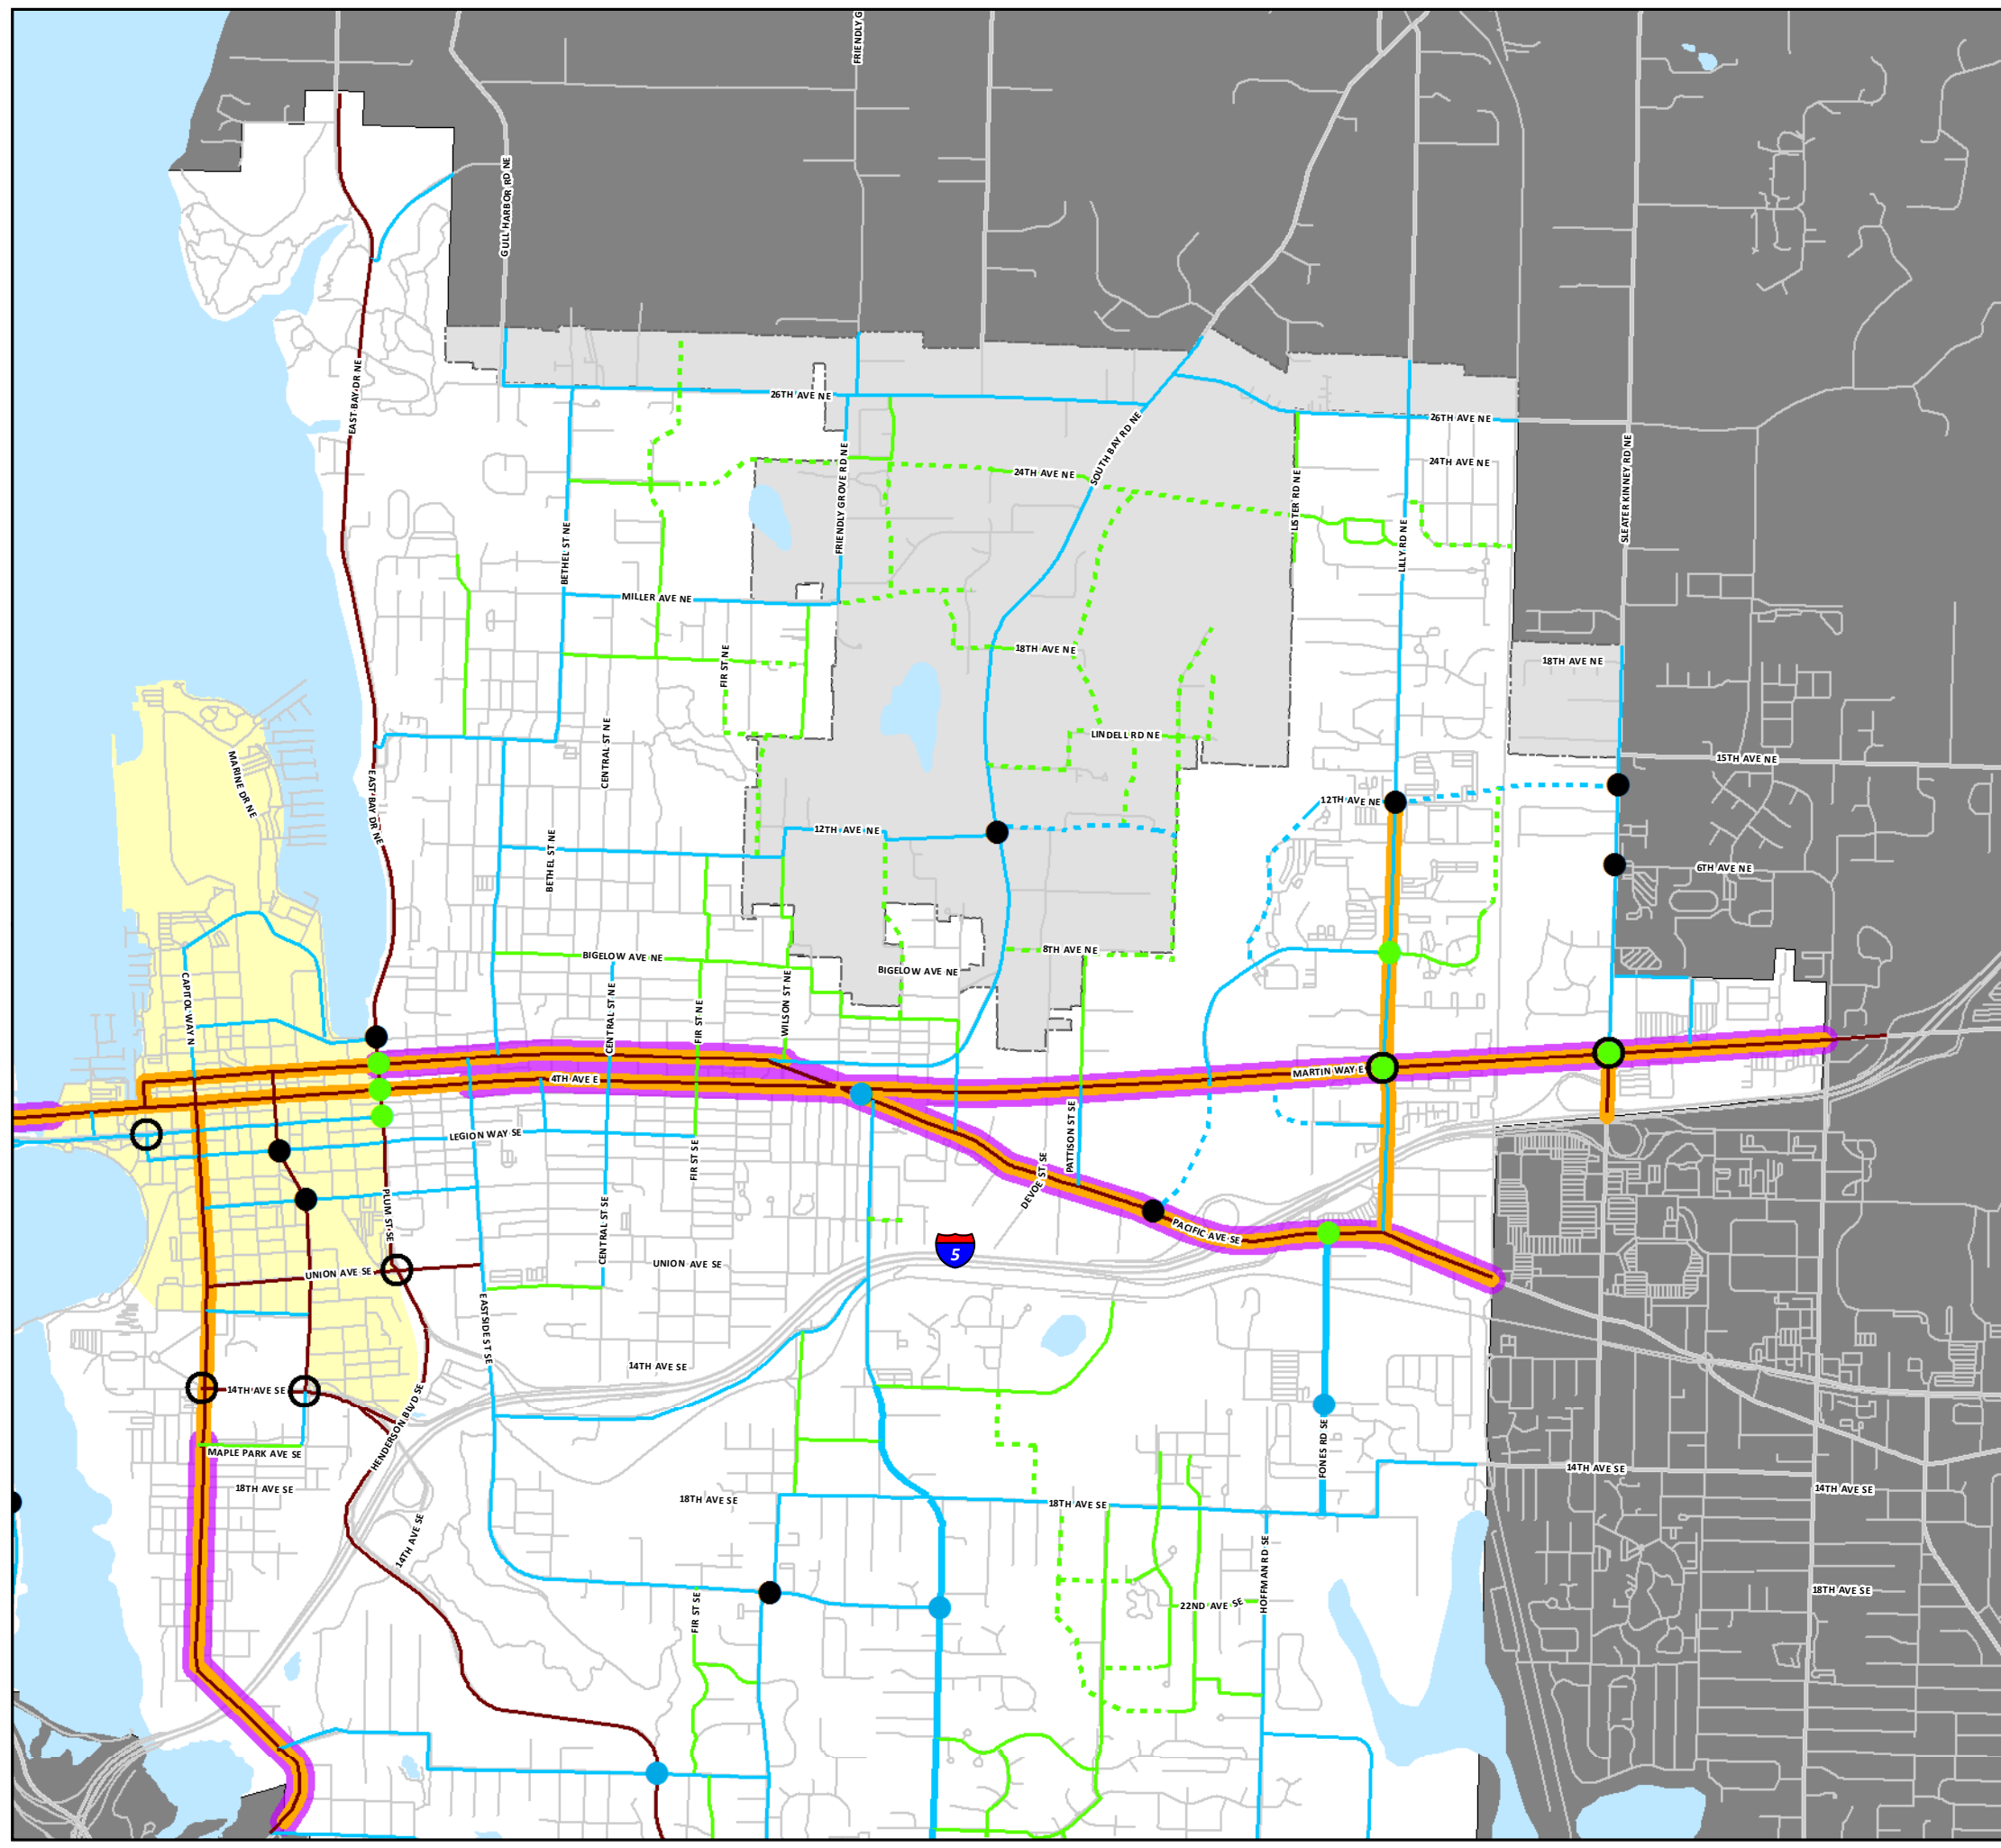 FRIENDLY G
GULL HARBOR RD NE
EAST BAY DR NE
26TH AVE NE
SOUTH BAY RD NE
26TH AVE NE
FRIENDLY GROVE RD NE
24TH AVE NE
24TH AVE NE
LISTER RD NE
LILLY RD NE
SLEATER KINNEY RD NE
BETHEL ST NE
MILLER AVE NE
FIR ST NE
18TH AVE NE
18TH AVE NE
CENTRAL ST NE
LINDELL RD NE
15TH AVE NE
MARINE DR NE
EAST BAY DR NE
12TH AVE NE
12TH AVE NE
BETHEL ST NE
6TH AVE NE
BIGELOW AVE NE
8TH AVE NE
BIGELOW AVE NE
CAPITOL WAY N
CENTRAL ST NE
FIR ST NE
WILSON ST NE
4TH AVE E
MARTIN WAY E
LEGION WAY SE
FIR ST SE
PATTISON ST SE
DEVOE ST SE
PLUM ST SE
CENTRAL ST SE
PACIFIC AVE SE
UNION AVE SE
UNION AVE SE
5
EASTSIDE ST SE
14TH AVE SE
14TH AVE SE
HENDERSON BLVD SE
MAPLE PARK AVE SE
FONES RD SE
14TH AVE SE
18TH AVE SE
14TH AVE SE
18TH AVE SE
18TH AVE SE
14TH AVE SE
HOFFMAN RD SE
18TH AVE SE
FIR ST SE
22ND AVE SE